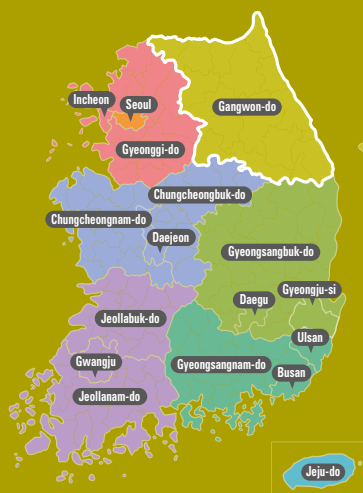 Incheon
Seoul
Gangwon-do
Gyeonggi-do
Chungcheongbuk-do
Chungcheongnam-do
Daejeon
Gyeongsangbuk-do
Gyeongju-si
Daegu
Jeollabuk-do
Ulsan
Gwangju
Gyeongsangnam-do
Busan
Jeollanam-do
Jeju-do